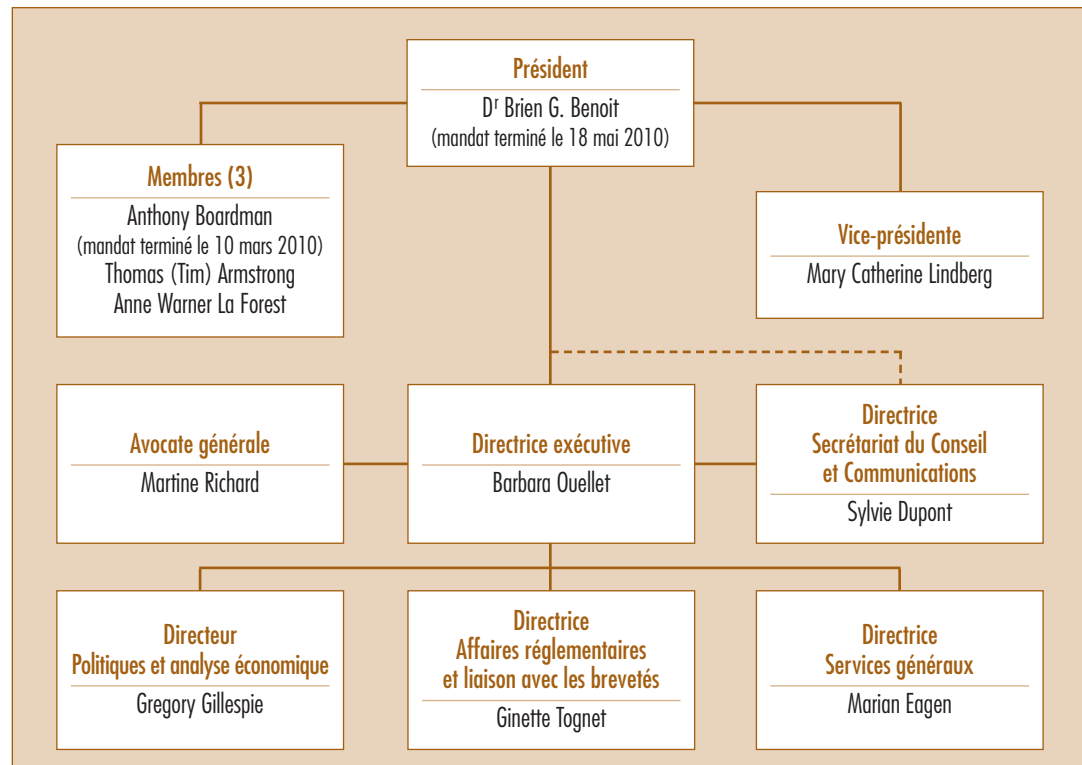 Président
Dr Brien G. Benoit
(mandat terminé le 18 mai 2010)
Membres (3)
Anthony Boardman
(mandat terminé le 10 mars 2010)
Thomas (Tim) Armstrong
Anne Warner La Forest
Vice-présidente
Mary Catherine Lindberg
Avocate générale
Martine Richard
Directrice exécutive
Barbara Ouellet
Directrice
Secrétariat du Conseil
et Communications
Sylvie Dupont
Directeur
Politiques et analyse économique
Gregory Gillespie
Directrice
Affaires réglementaires
et liaison avec les brevetés
Ginette Tognet
Directrice
Services généraux
Marian Eagen